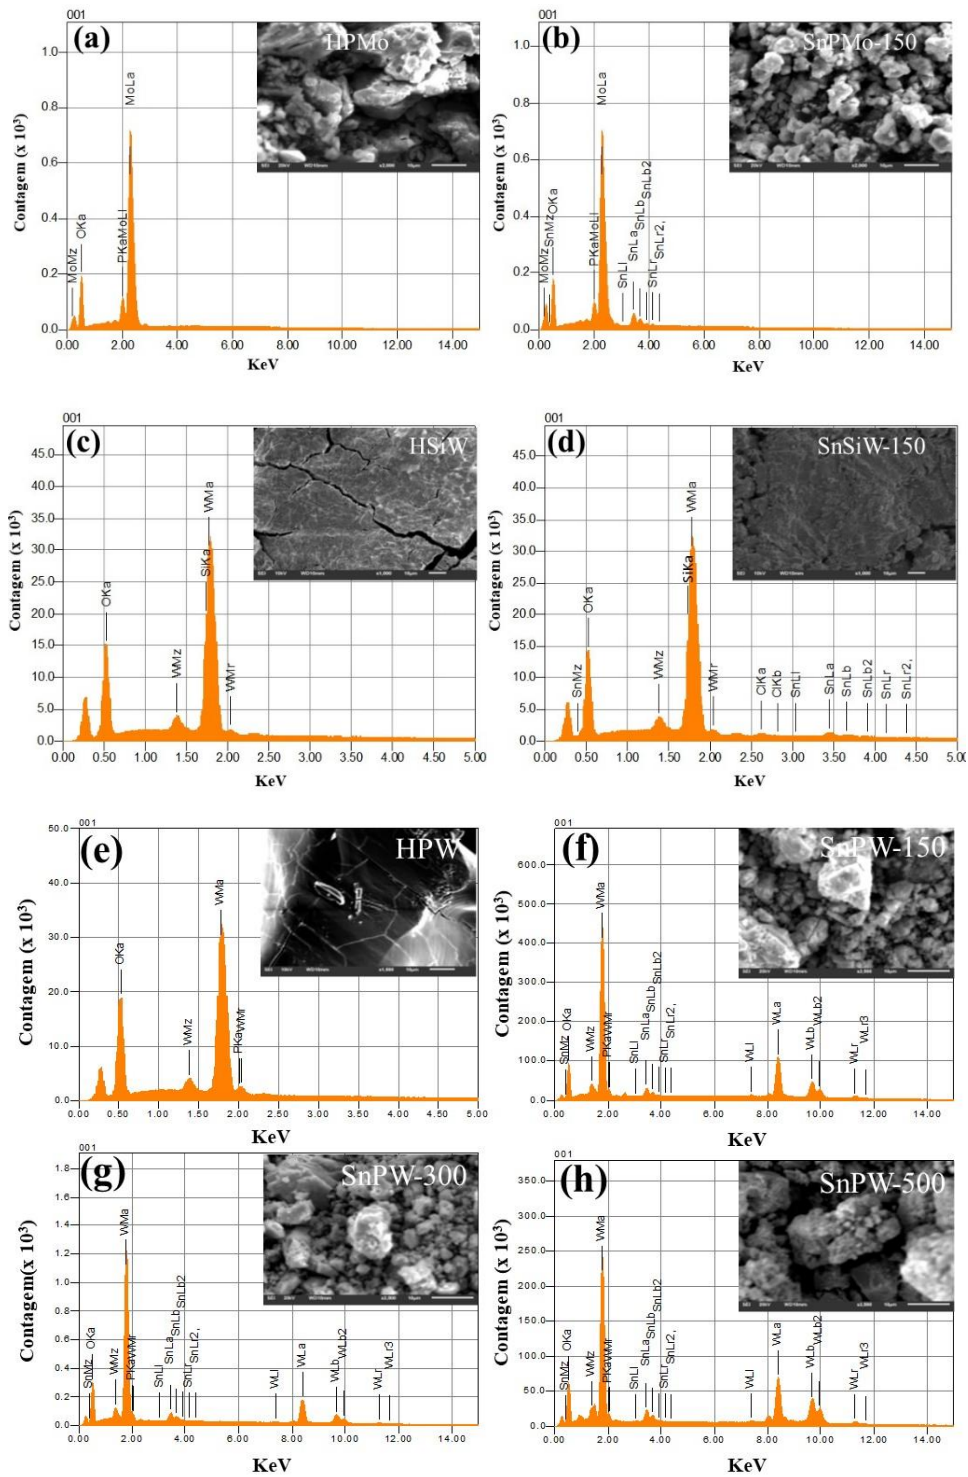 001
(a)
HPMo
Contagem (x 10³)
1.0
0.8
0.6
0.4
0.2
0.0
MoMz
OKa
PKaMoLl
MoLa
0.00 2.00 4.00 6.00 8.00 10.00 12.00 14.00
KeV
001
(b)
SnPMo-150
Contagem (x 10³)
1.0
0.8
0.6
0.4
0.2
0.0
MoMz
SnMz
OKa
PKaMoLl
MoLa
SnLl
SnLa
SnLb
SnLb2
SnLr
SnLr2,
0.00 2.00 4.00 6.00 8.00 10.00 12.00 14.00
KeV
001
(c)
HSiW
Contagem (x 10³)
45.0
40.0
35.0
30.0
25.0
20.0
15.0
10.0
5.0
0.0
OKa
WMz
SiKa
WMa
WMr
0.00 0.50 1.00 1.50 2.00 2.50 3.00 3.50 4.00 4.50 5.00
KeV
001
(d)
SnSiW-150
Contagem (x 10³)
45.0
40.0
35.0
30.0
25.0
20.0
15.0
10.0
5.0
0.0
SnMz
OKa
WMz
SiKa
WMa
WMr
ClKa
ClKb
SnLl
SnLa
SnLb
SnLb2
SnLr
SnLr2,
0.00 0.50 1.00 1.50 2.00 2.50 3.00 3.50 4.00 4.50 5.00
KeV
001
(e)
HPW
Contagem (x 10³)
50.0
40.0
30.0
20.0
10.0
0.0
OKa
WMz
WMa
PKaWMr
0.00 0.50 1.00 1.50 2.00 2.50 3.00 3.50 4.00 4.50 5.00
KeV
001
(f)
SnPW-150
Contagem (x 10³)
600.0
500.0
400.0
300.0
200.0
100.0
0.0
SnMz
OKa
WMz
WMa
PKaWMr
SnLl
SnLa
SnLb
SnLb2
SnLr
SnLr2,
WLl
WLa
WLb
WLb2
WLr
WLr3
0.00 2.00 4.00 6.00 8.00 10.00 12.00 14.00
KeV
001
(g)
SnPW-300
Contagem(x 10³)
1.8
1.6
1.4
1.2
1.0
0.8
0.6
0.4
0.2
0.0
SnMz
OKa
WMz
WMa
PKaWMr
SnLl
SnLa
SnLb
SnLb2
SnLr
SnLr2,
WLl
WLa
WLb
WLb2
WLr
WLr3
0.00 2.00 4.00 6.00 8.00 10.00 12.00 14.00
KeV
001
(h)
SnPW-500
Contagem (x 10³)
350.0
300.0
250.0
200.0
150.0
100.0
50.0
0.0
SnMz
OKa
WMz
WMa
PKaWMr
SnLl
SnLa
SnLb
SnLb2
SnLr
SnLr2,
WLl
WLa
WLb
WLb2
WLr
WLr3
0.00 2.00 4.00 6.00 8.00 10.00 12.00 14.00
KeV